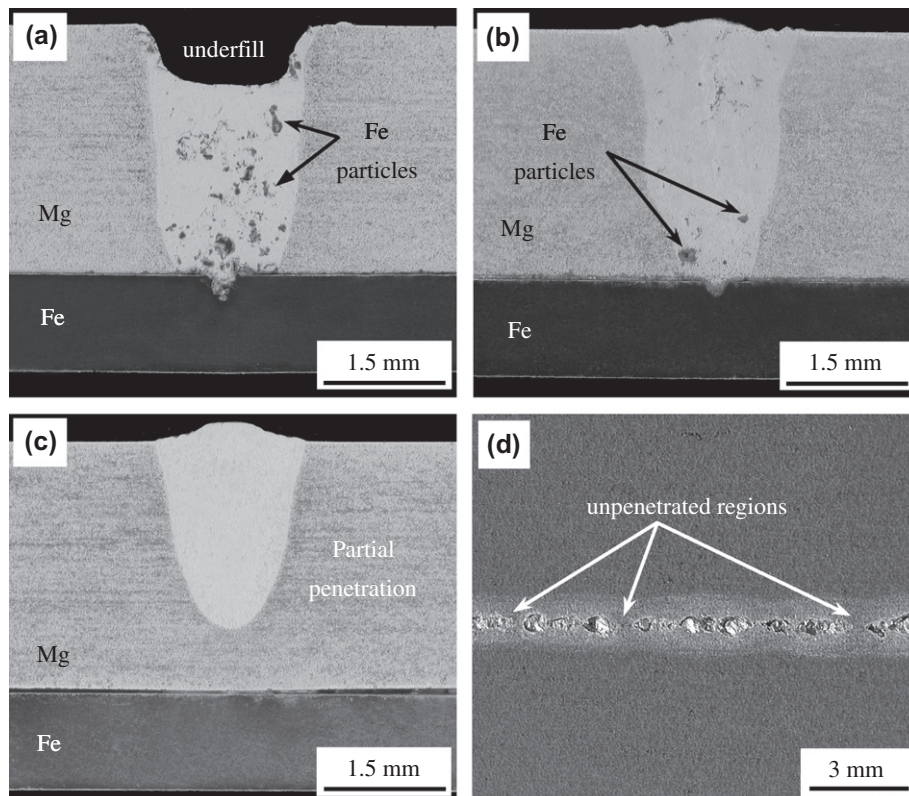 (a)
underfill
Fe
particles
Mg
Fe
1.5 mm
(b)
Fe
particles
Mg
Fe
1.5 mm
(c)
Partial
penetration
Mg
Fe
1.5 mm
(d)
unpenetrated regions
3 mm